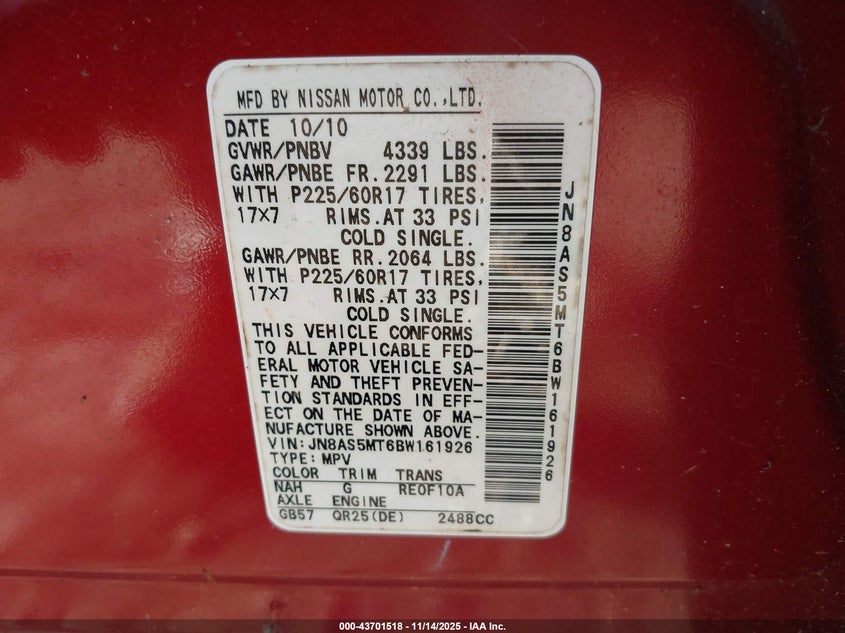 MFD BY NISSAN MOTOR CO.,LTD.
DATE 10/10
GVWR/PNBV 4339 LBS.
GAWR/PNBE FR.2291 LBS.
WITH P225/60R17 TIRES,
17X7 RIMS.AT 33 PSI
COLD SINGLE.
GAWR/PNBE RR.2064 LBS.
WITH P225/60R17 TIRES,
17X7 RIMS.AT 33 PSI
COLD SINGLE.
THIS VEHICLE CONFORMS
TO ALL APPLICABLE FED-
ERAL MOTOR VEHICLE SA-
FETY AND THEFT PREVEN-
TION STANDARDS IN EFF-
ECT ON THE DATE OF MA-
NUFACTURE SHOWN ABOVE.
VIN:JN8AS5MT6BW161926
TYPE:MPV
COLOR TRIM TRANS
NAH G RE0F10A
AXLE ENGINE
GB57 QR25(DE) 2488CC
JN8AS5MT6BW161926
000-43701518 - 11/14/2025 - IAA Inc.